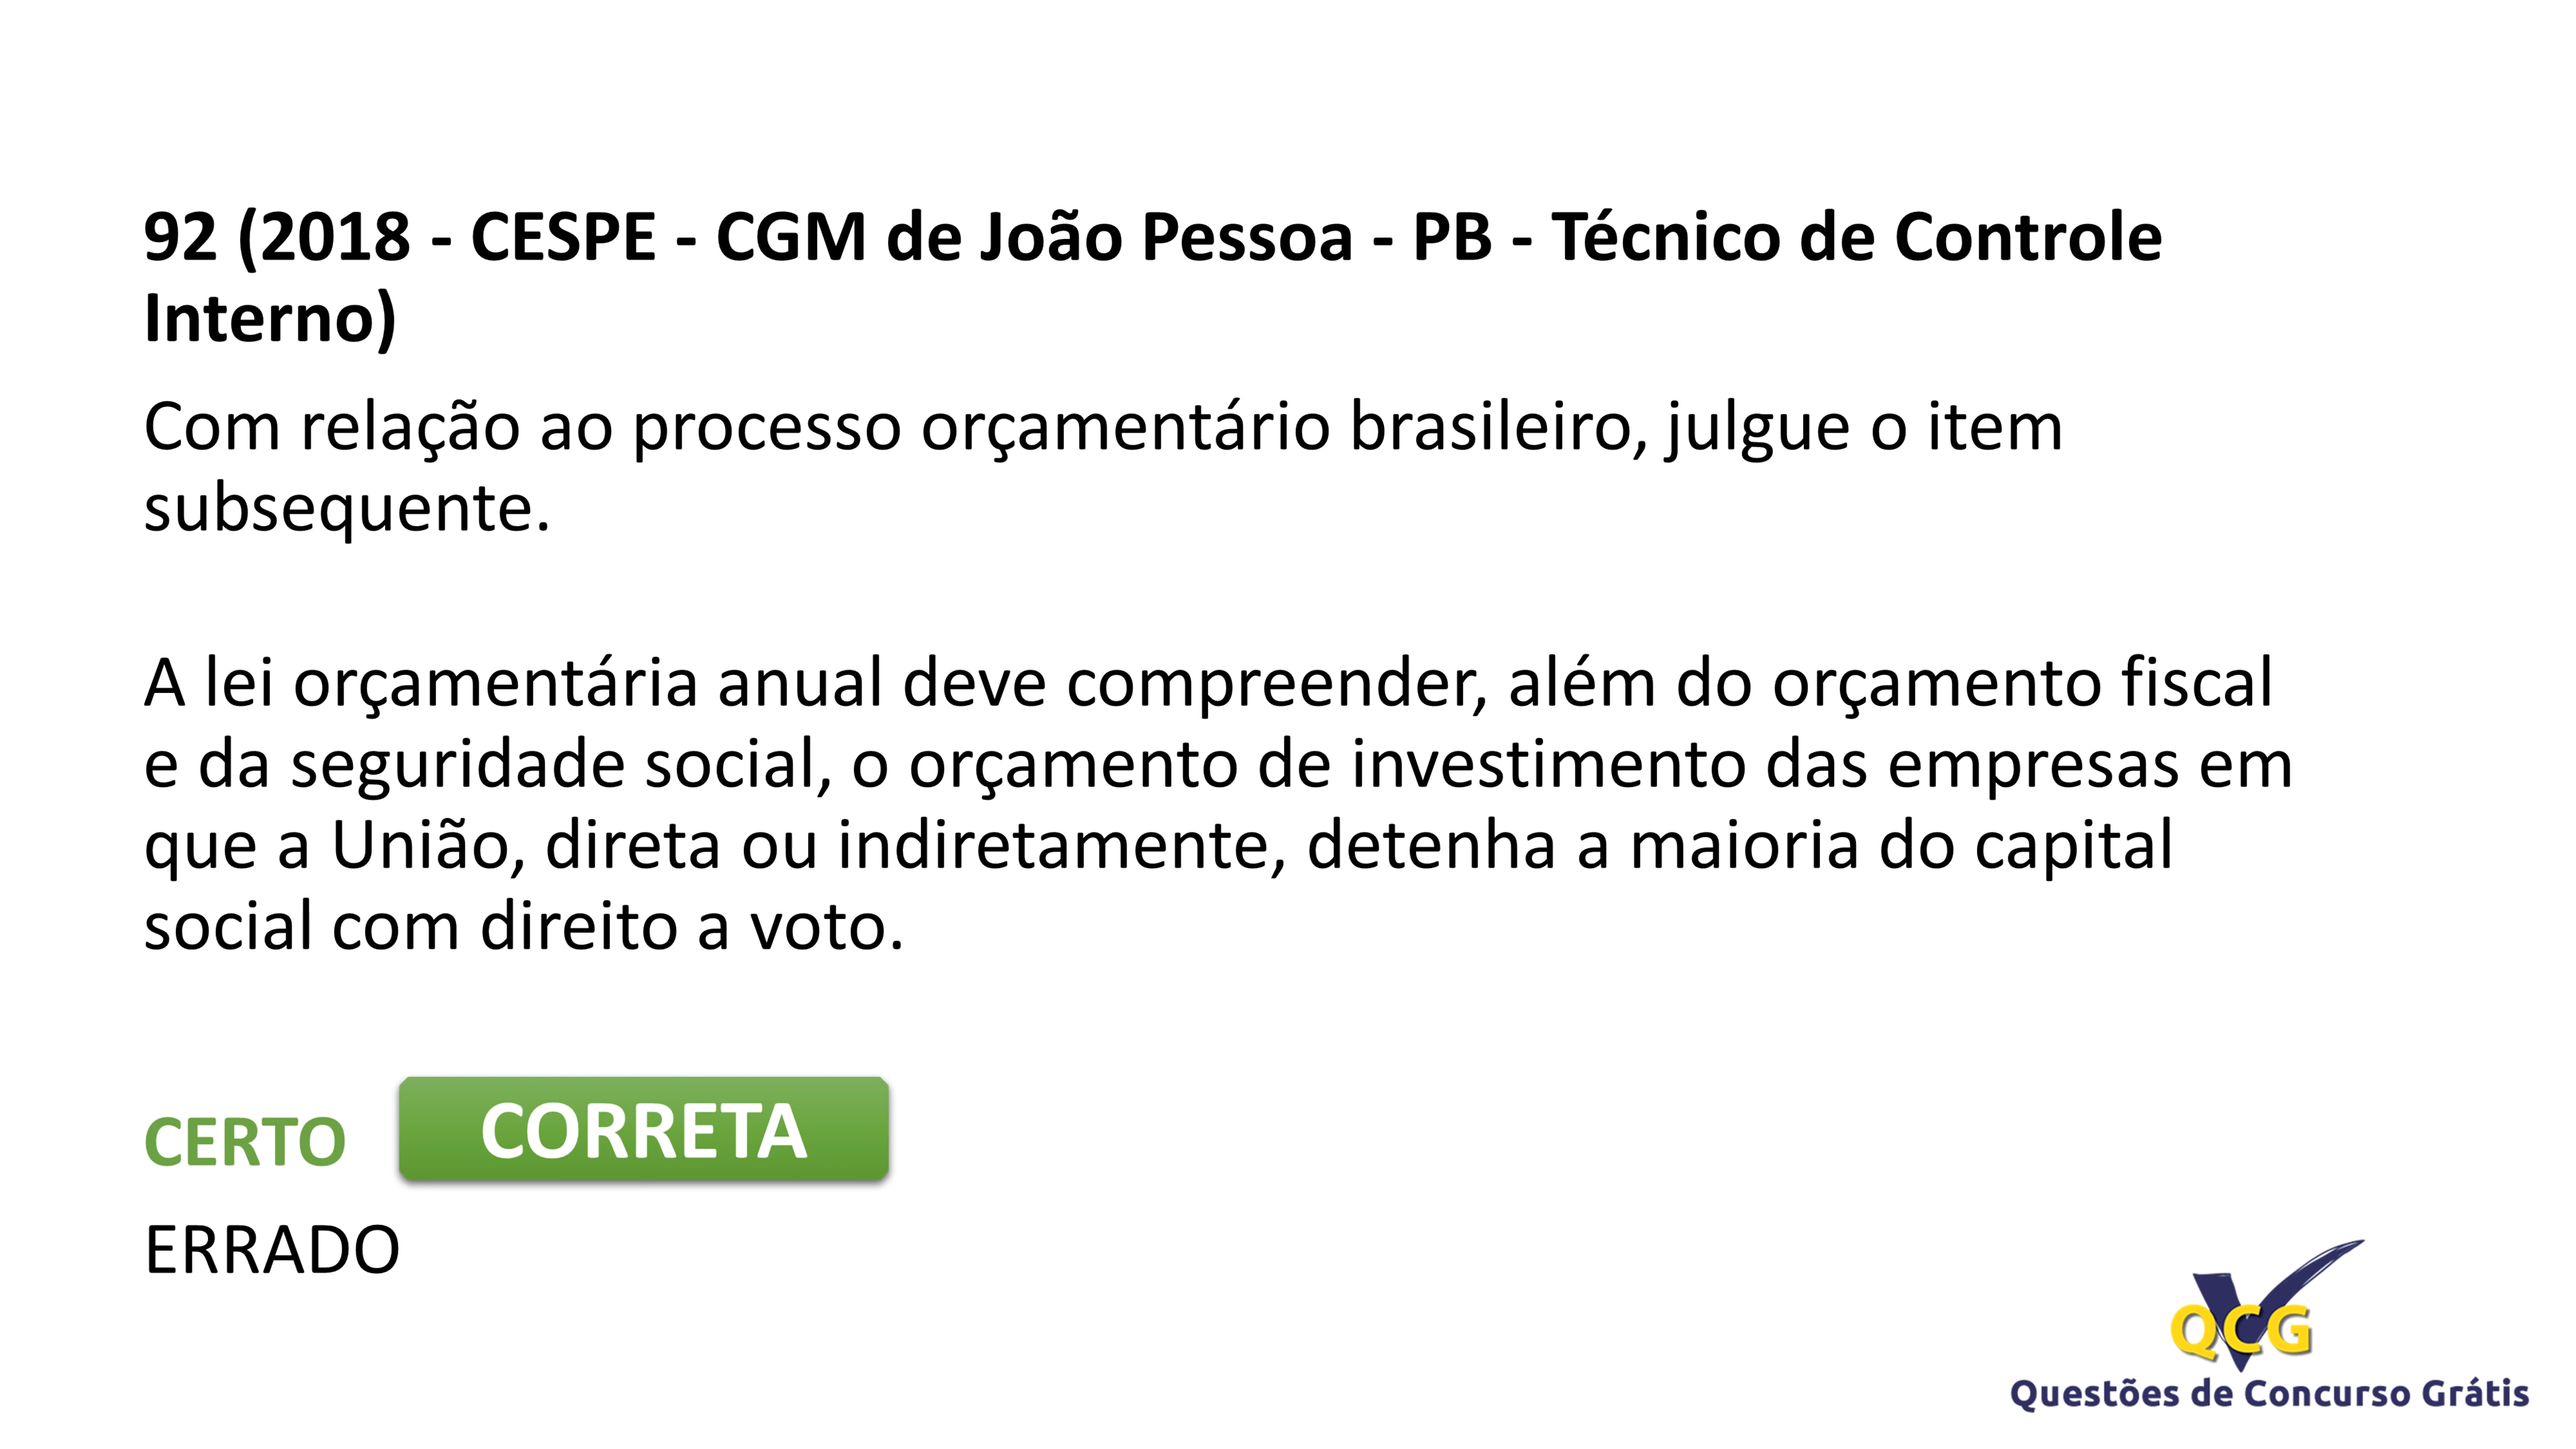 92 (2018 - CESPE - CGM de João Pessoa - PB - Técnico de Controle
Interno)
Com relação ao processo orçamentário brasileiro, julgue o item
subsequente.
A lei orçamentária anual deve compreender, além do orçamento fiscal
e da seguridade social, o orçamento de investimento das empresas em
que a União, direta ou indiretamente, detenha a maioria do capital
social com direito a voto.
CERTO
CORRETA
ERRADO
QCG
Questões de Concurso Grátis